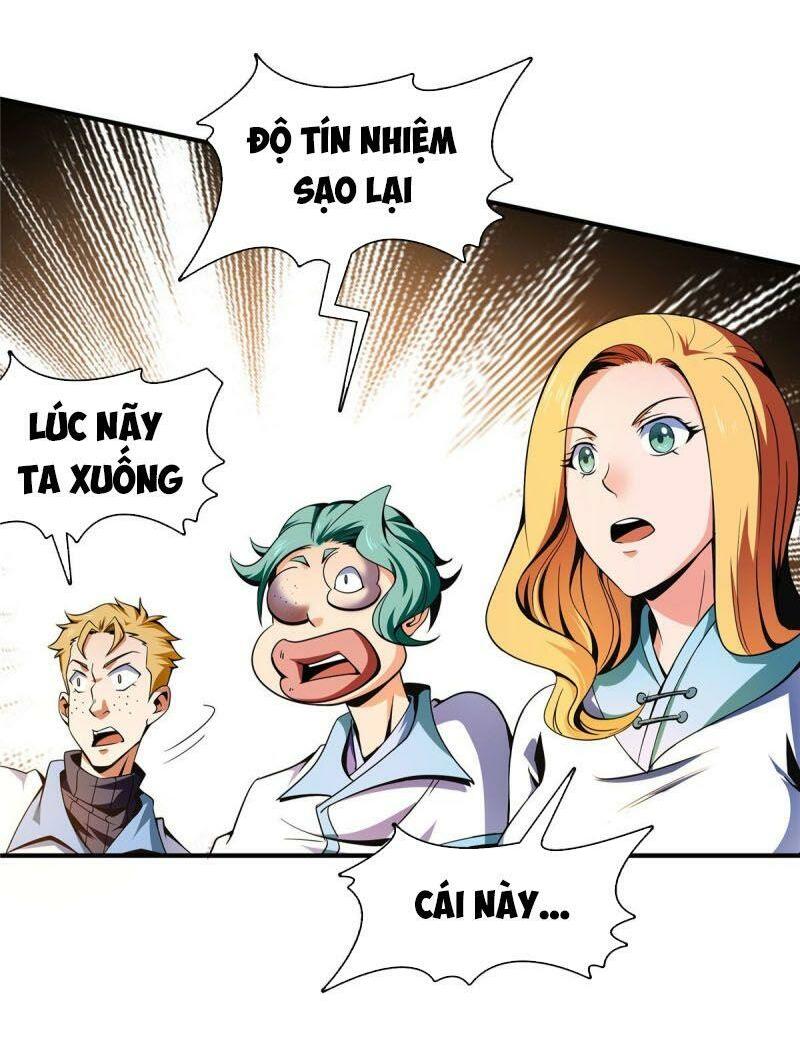 ĐỘ TÍN NHIỆM
SẠO LẠI
LÚC NÃY
TA XUỐNG
CÁI NÀY...